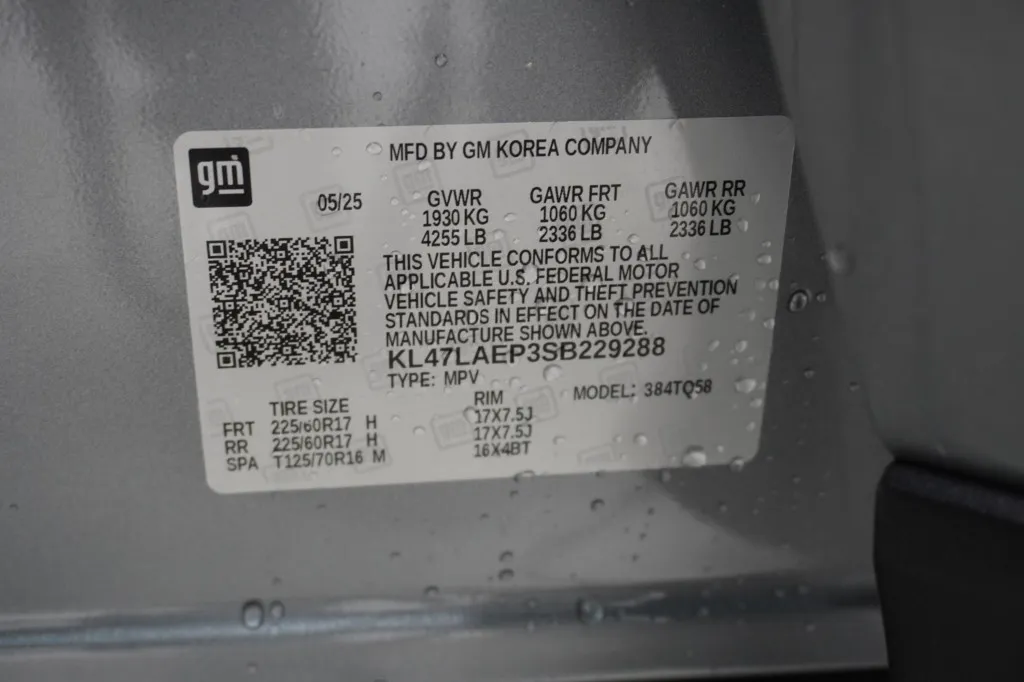 gm
MFD BY GM KOREA COMPANY
05/25 GVWR GAWR FRT GAWR RR
1930 KG 1060 KG 1060 KG
4255 LB 2336 LB 2336 LB
THIS VEHICLE CONFORMS TO ALL
APPLICABLE U.S. FEDERAL MOTOR
VEHICLE SAFETY AND THEFT PREVENTION
STANDARDS IN EFFECT ON THE DATE OF
MANUFACTURE SHOWN ABOVE.
KL47LAEP3SB229288
TYPE: MPV MODEL: 384TQ58
TIRE SIZE RIM
FRT 225/60R17 H 17X7.5J
RR 225/60R17 H 17X7.5J
SPA T125/70R16 M 16X4BT